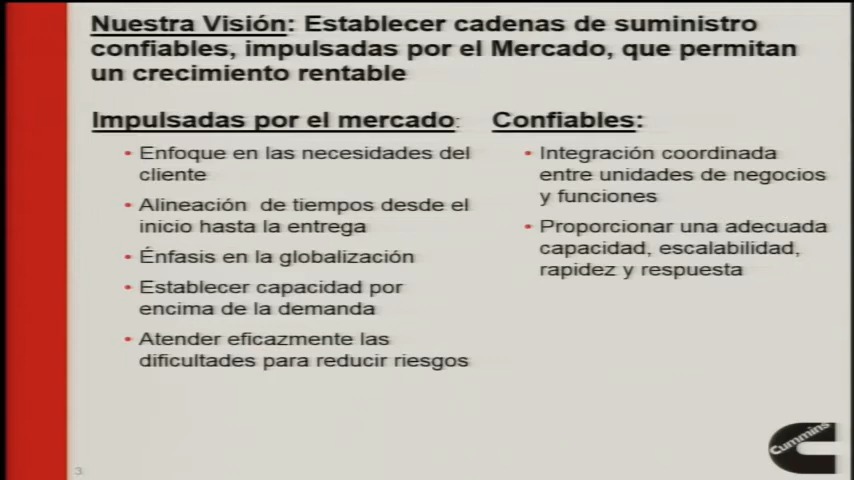 Nuestra Visión: Establecer cadenas de suministro
confiables, impulsadas por el Mercado, que permitan
un crecimiento rentable
Impulsadas por el mercado:
• Enfoque en las necesidades del
cliente
• Alineación de tiempos desde el
inicio hasta la entrega
• Énfasis en la globalización
• Establecer capacidad por
encima de la demanda
• Atender eficazmente las
dificultades para reducir riesgos
Confiables:
• Integración coordinada
entre unidades de negocios
y funciones
• Proporcionar una adecuada
capacidad, escalabilidad,
rapidez y respuesta
3
Cummins